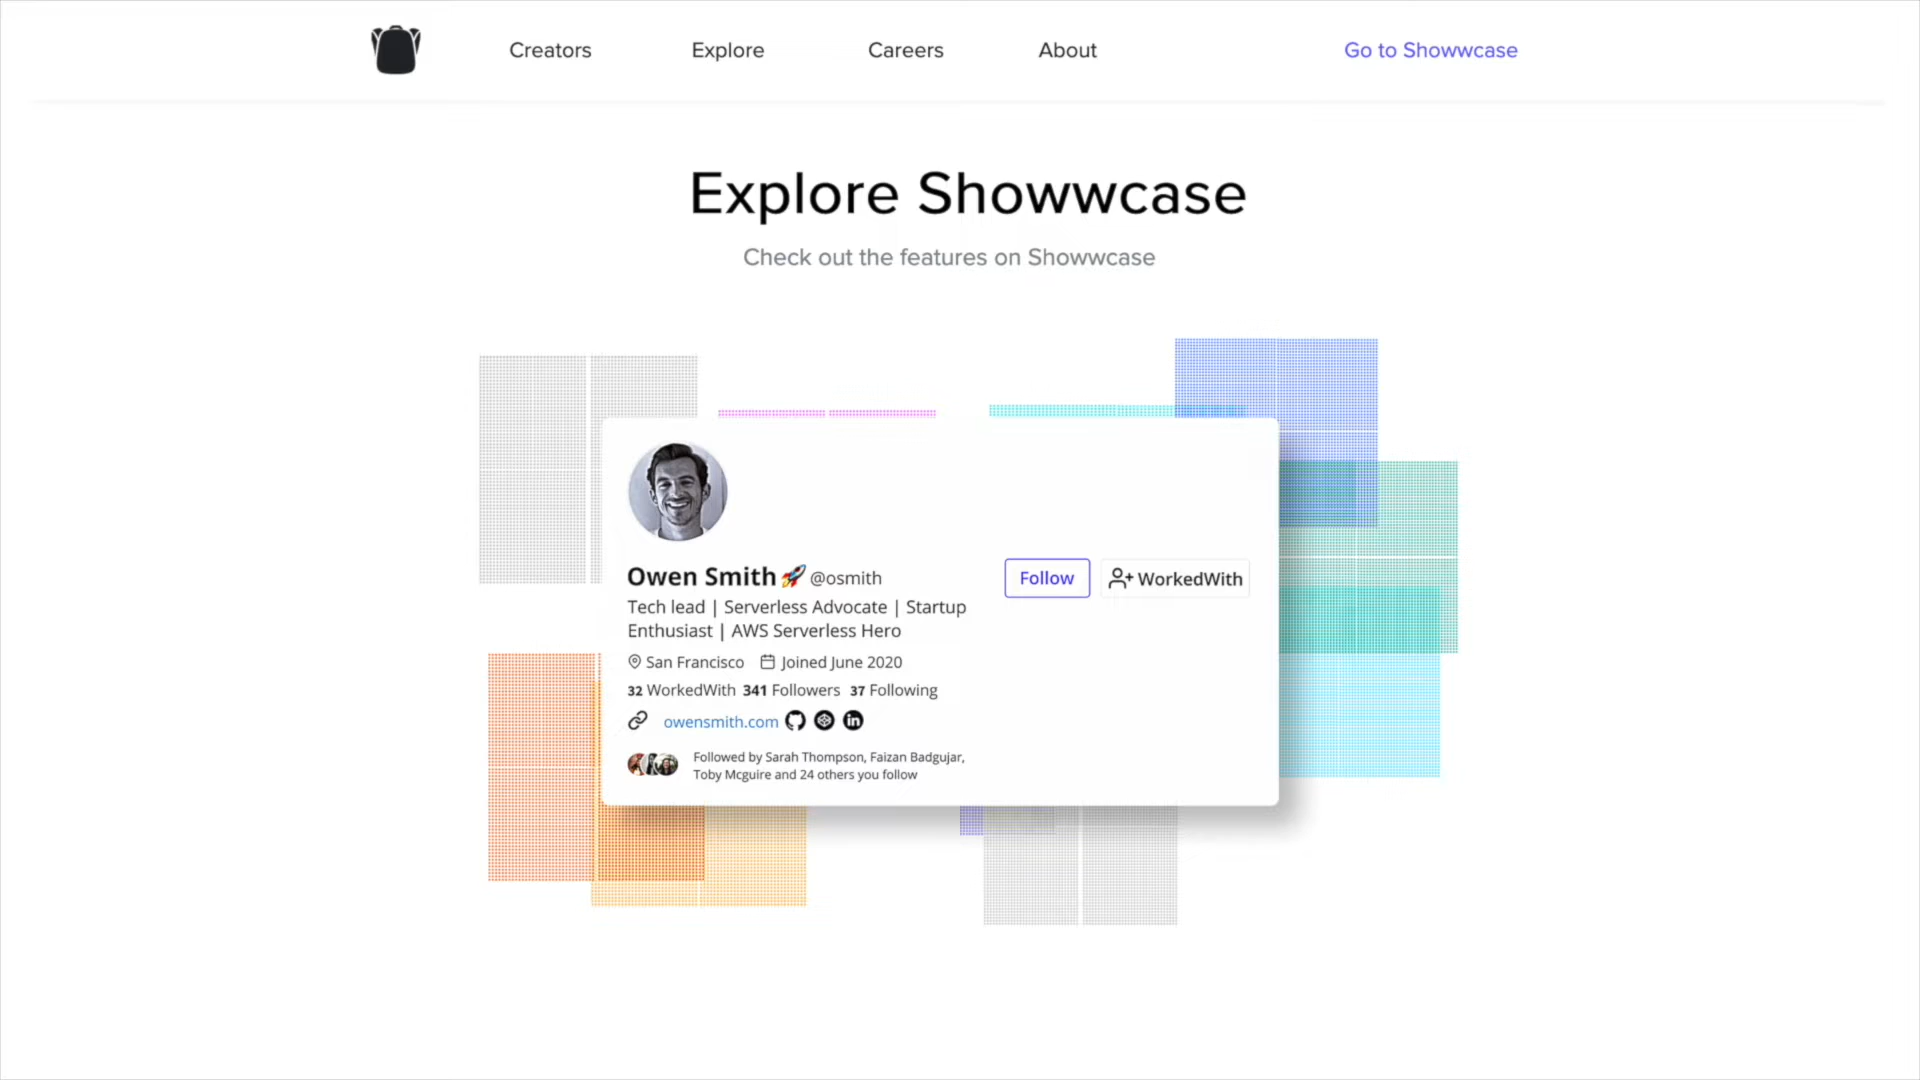 Creators Explore Careers About Go to Showwcase
Explore Showwcase
Check out the features on Showwcase
Owen Smith🚀 @osmith
Follow WorkedWith
Tech lead | Serverless Advocate | Startup
Enthusiast | AWS Serverless Hero
San Francisco Joined June 2020
32 WorkedWith 341 Followers 37 Following
owensmith.com in
Followed by Sarah Thompson, Faizan Badgujar,
Toby Mcguire and 24 others you follow